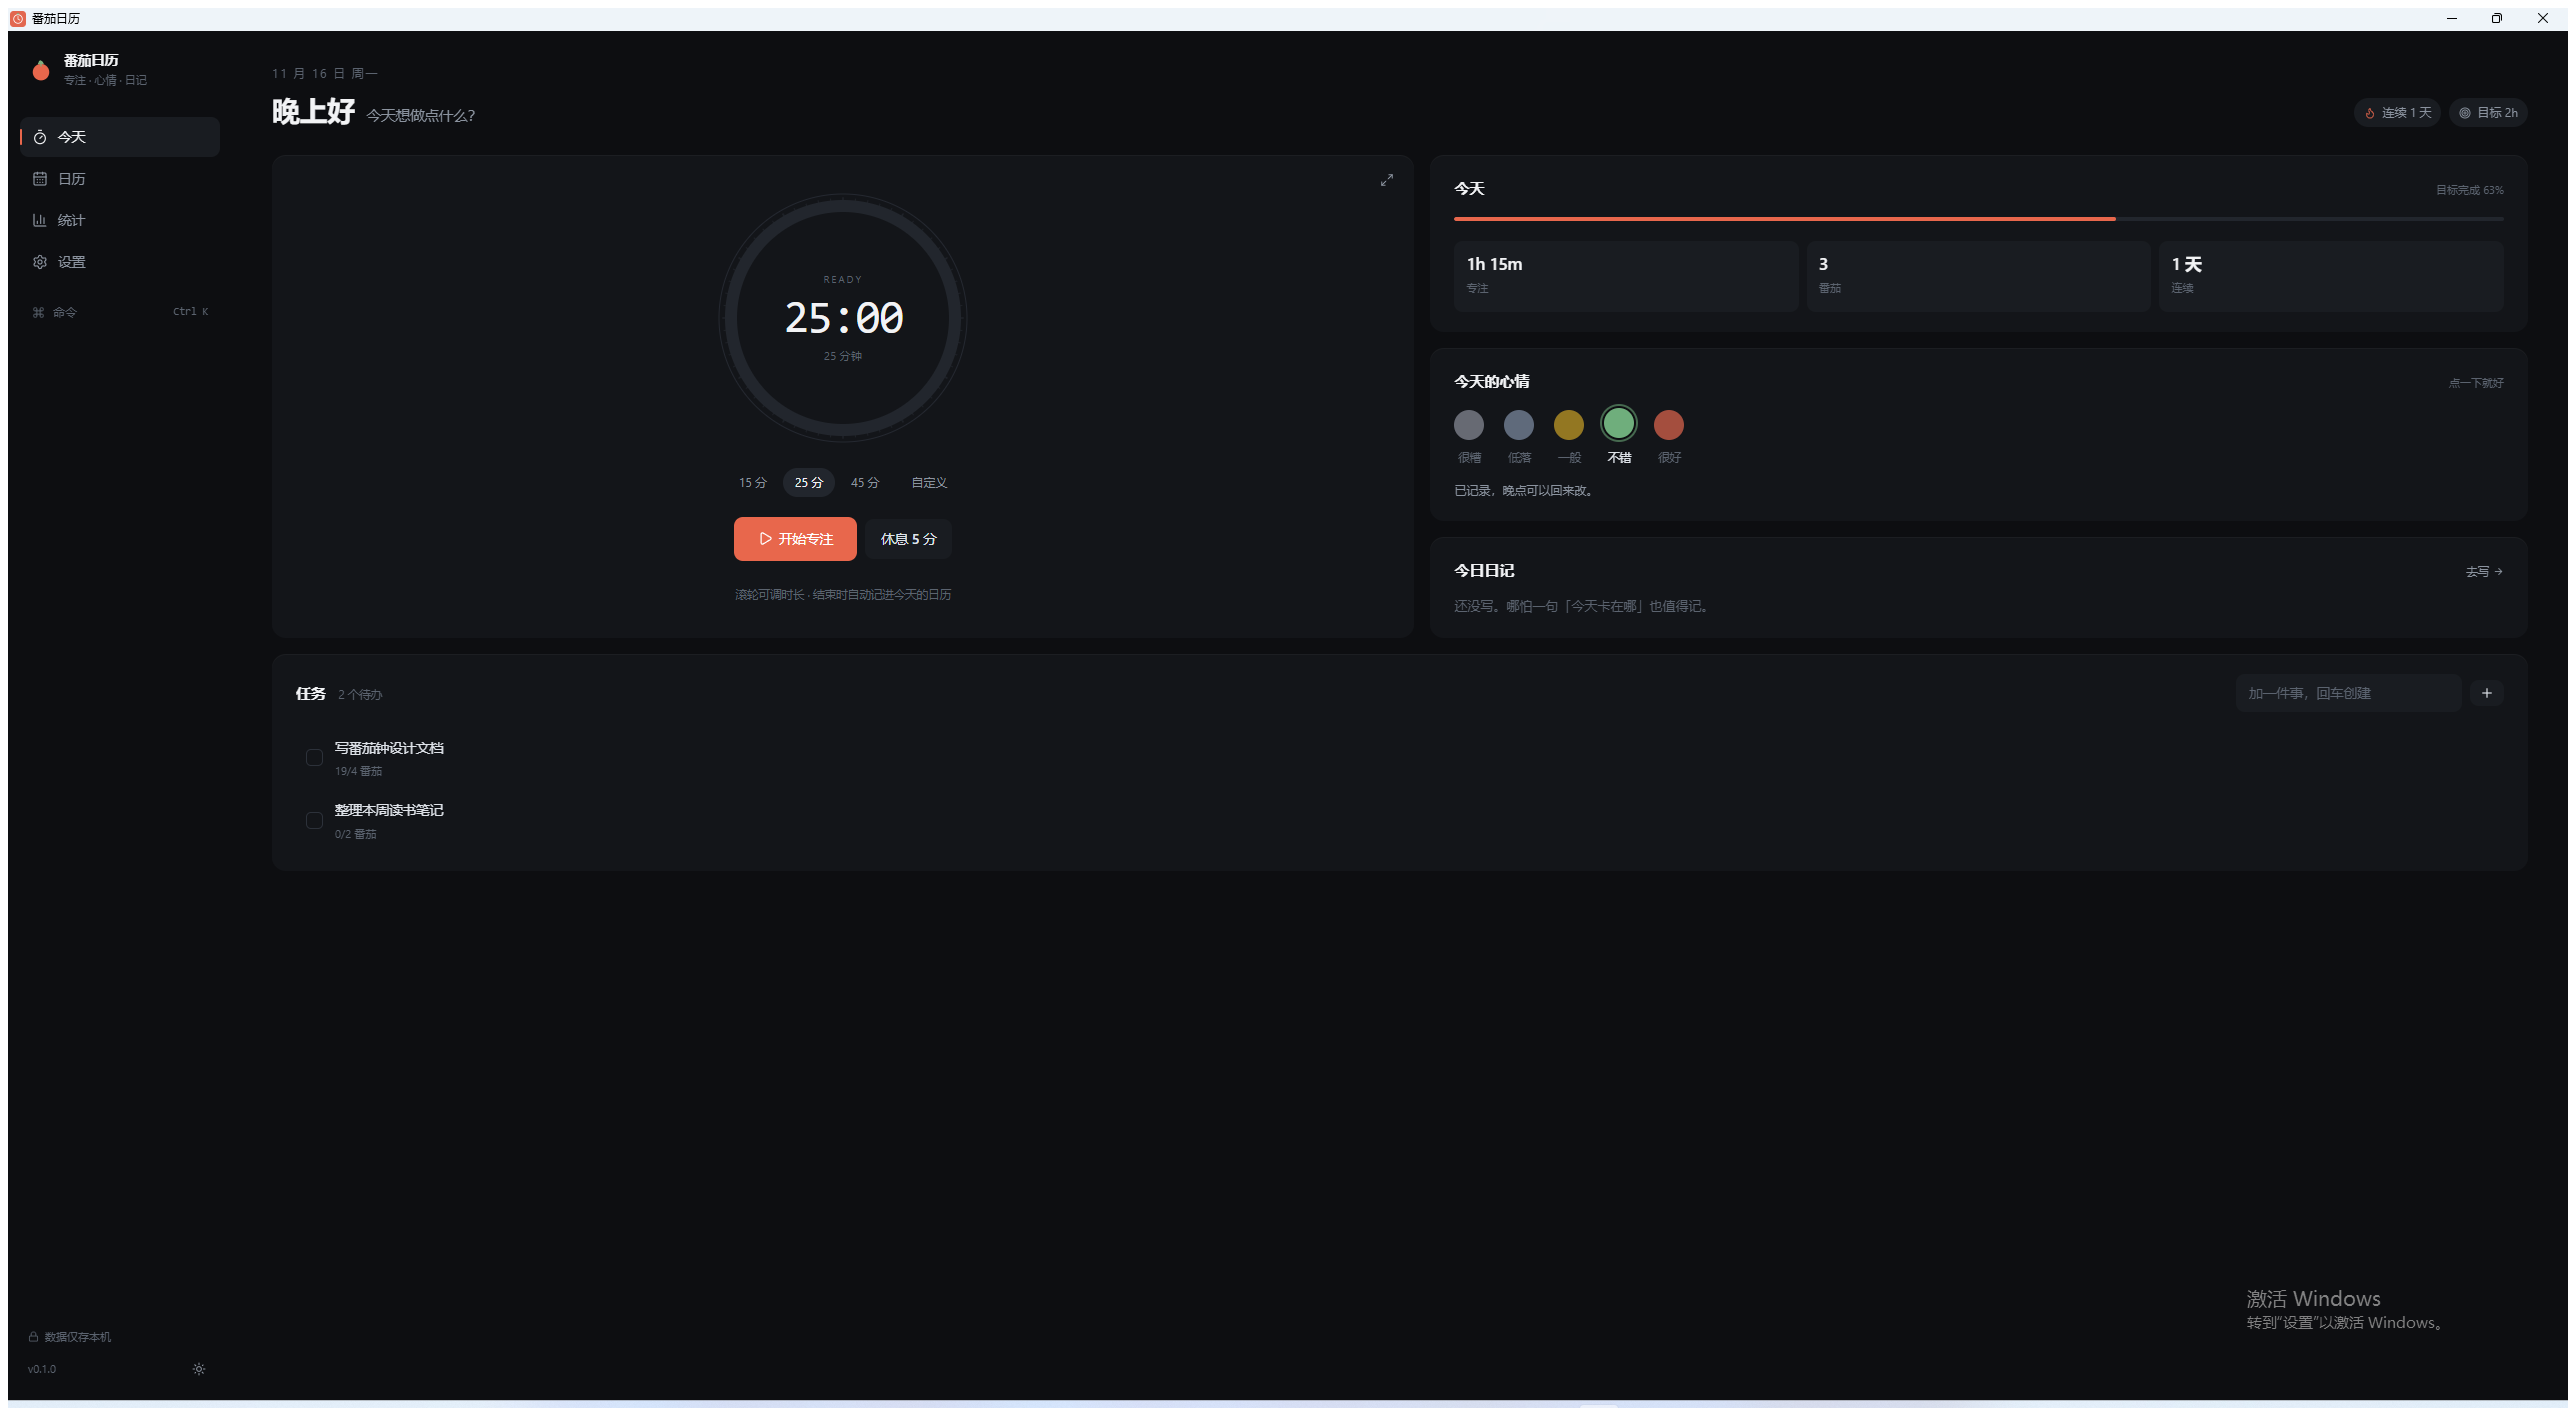 番茄日历
番茄日历
专注 · 心情 · 日记
今天
日历
统计
设置
命令 Ctrl K
11 月 16 日 周一
晚上好 今天想做点什么？
连续 1 天
目标 2h
READY
25:00
25 分钟
15 分 25 分 45 分 自定义
开始专注 休息 5 分
滚轮可调时长 · 结束时自动记进今天的日历
今天 目标完成 63%
1h 15m
专注
3
番茄
1 天
连续
今天的心情 点一下就好
很糟 低落 一般 不错 很好
已记录，晚点可以回来改。
今日日记 去写 →
还没写。哪怕一句「今天卡在哪」也值得记。
任务 2 个待办
加一件事，回车创建 +
写番茄钟设计文档
19/4 番茄
整理本周读书笔记
0/2 番茄
数据仅存本机
v0.1.0
激活 Windows
转到"设置"以激活 Windows。